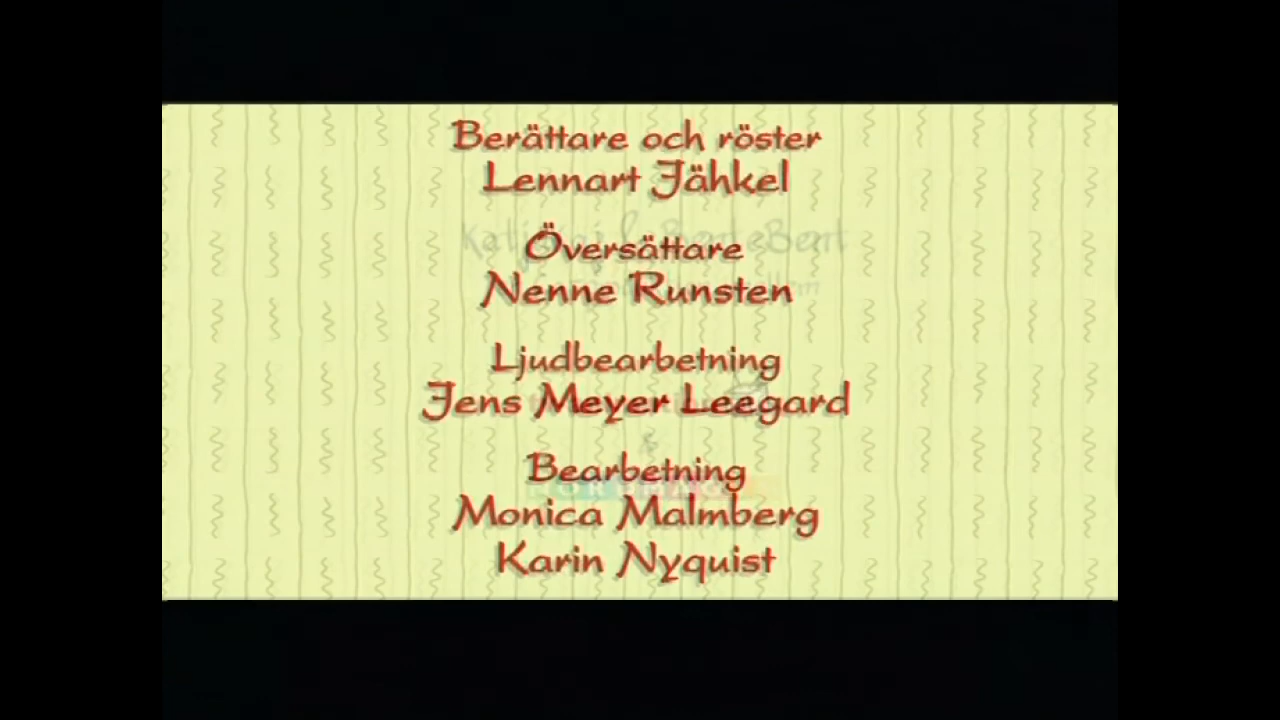 Berättare och röster
Lennart Jähkel
Översättare
Nenne Runsten
Ljudbearbetning
Jens Meyer Leegard
Bearbetning
Monica Malmberg
Karin Nyquist